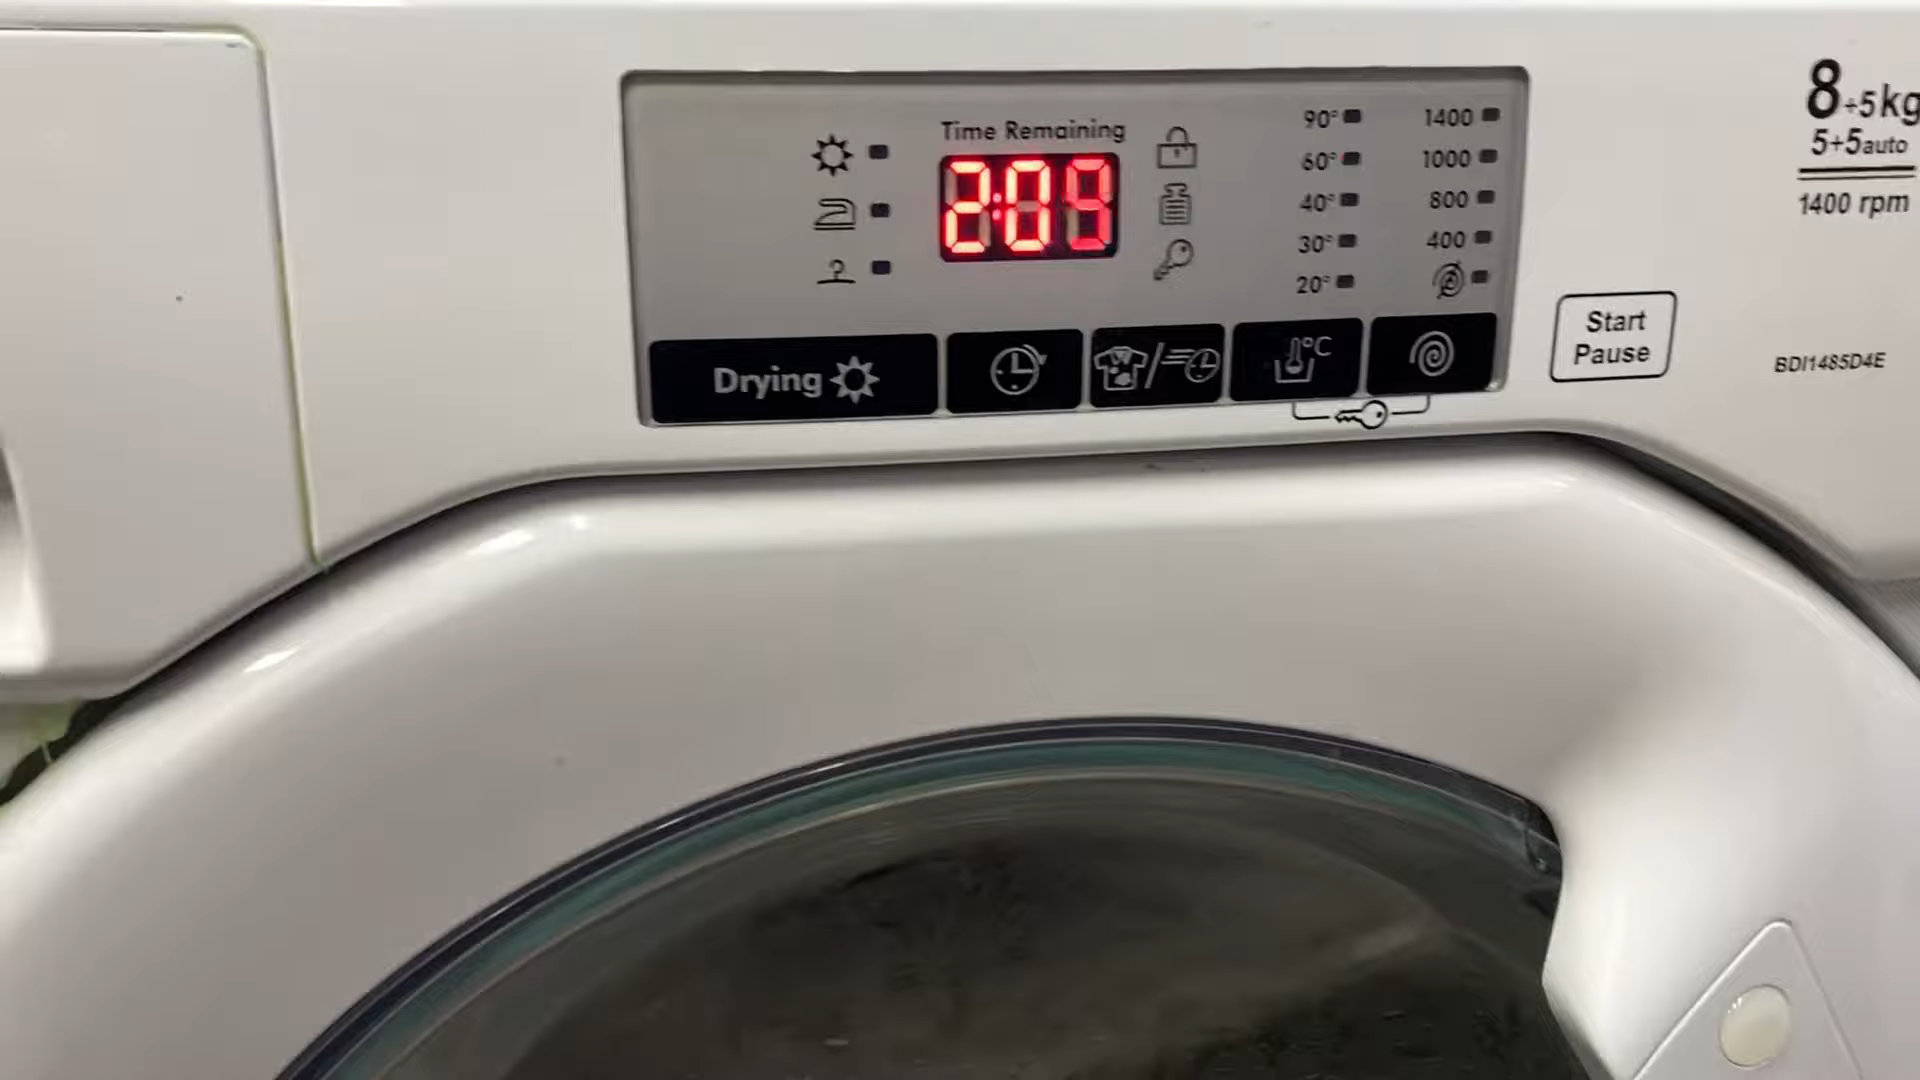 Time Remaining
2:09
90°
60°
40°
30°
20°
1400
1000
800
400
Drying
°C
Start
Pause
8+5kg
5+5auto
1400 rpm
BDI1485D4E